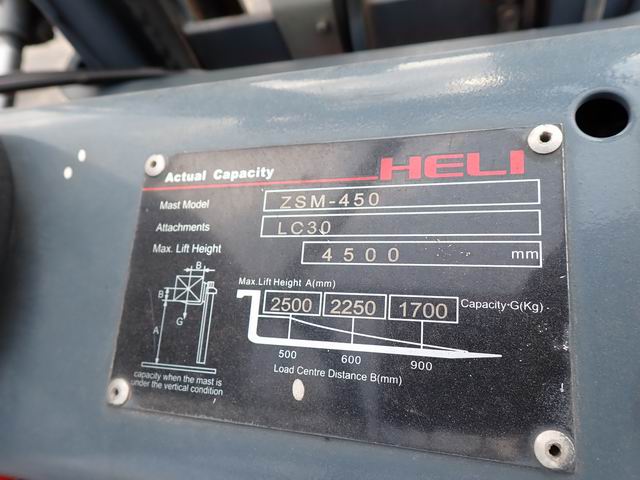 Actual Capacity HELI
Mast Model ZSM-450
Attachments LC30
Max. Lift Height 4500 mm
Max.Lift Height A(mm)
2500 2250 1700 Capacity·G(Kg)
500 600 900
Load Centre Distance B(mm)
B
B
G
A
capacity when the mast is
under the vertical condition